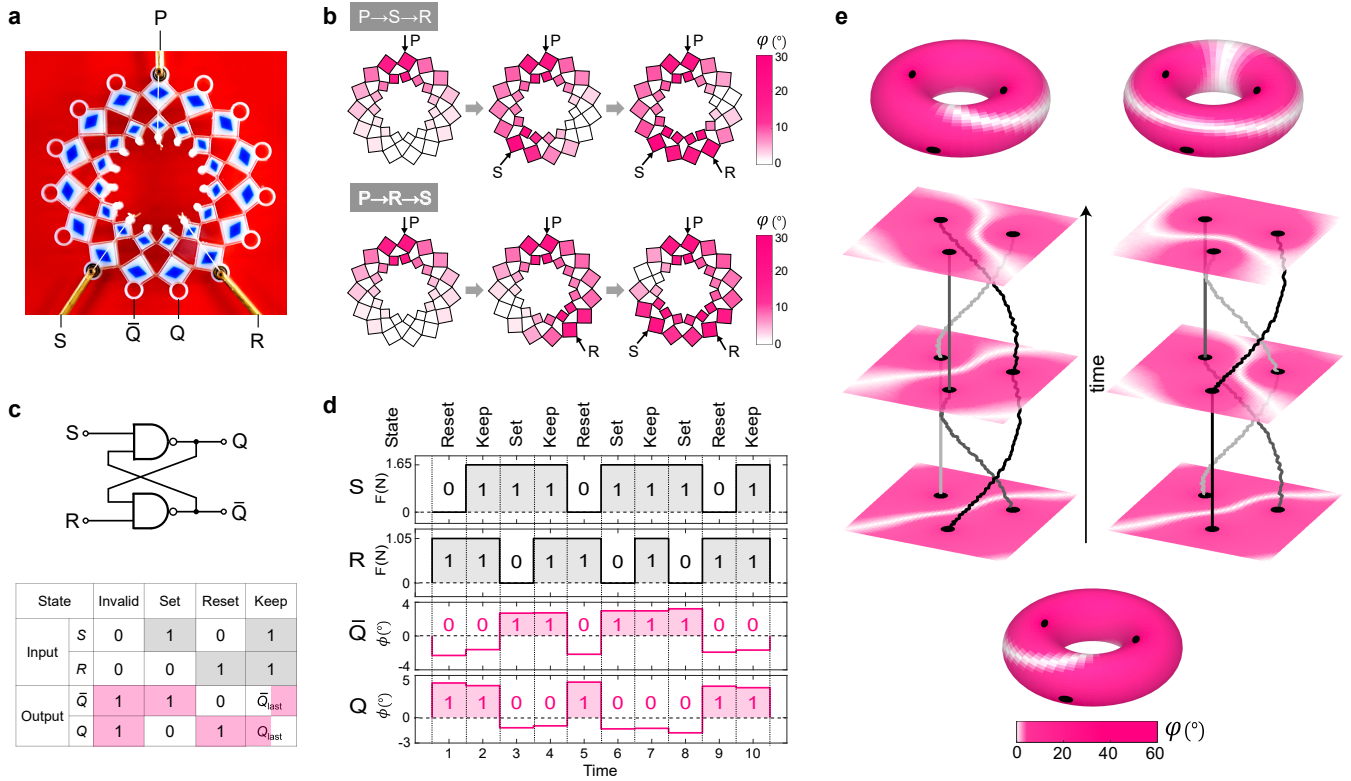 a
P
S
Q̄
Q
R
b
P→S→R
P
P
P
S
S
R
φ (°)
30
20
10
0
P→R→S
P
P
P
R
S
R
φ (°)
30
20
10
0
c
S
Q
R
Q̄
State Invalid Set Reset Keep
Input S 0 1 0 1
R 0 0 1 1
Output Q̄ 1 1 0 Q̄last
Q 1 0 1 Qlast
d
State Reset Keep Set Keep Reset Set Keep Set Reset Keep
S F(N) 1.65 0
0 1 1 1 0 1 1 1 0 1
R F(N) 1.05 0
1 1 0 1 1 0 1 0 1 1
Q̄ ϕ(°) 4 0 -4
0 0 1 1 0 1 1 1 0 0
Q ϕ(°) 5 0 -3
1 1 0 0 1 0 0 0 1 1
1 2 3 4 5 6 7 8 9 10
Time
e
time
φ (°)
0 20 40 60